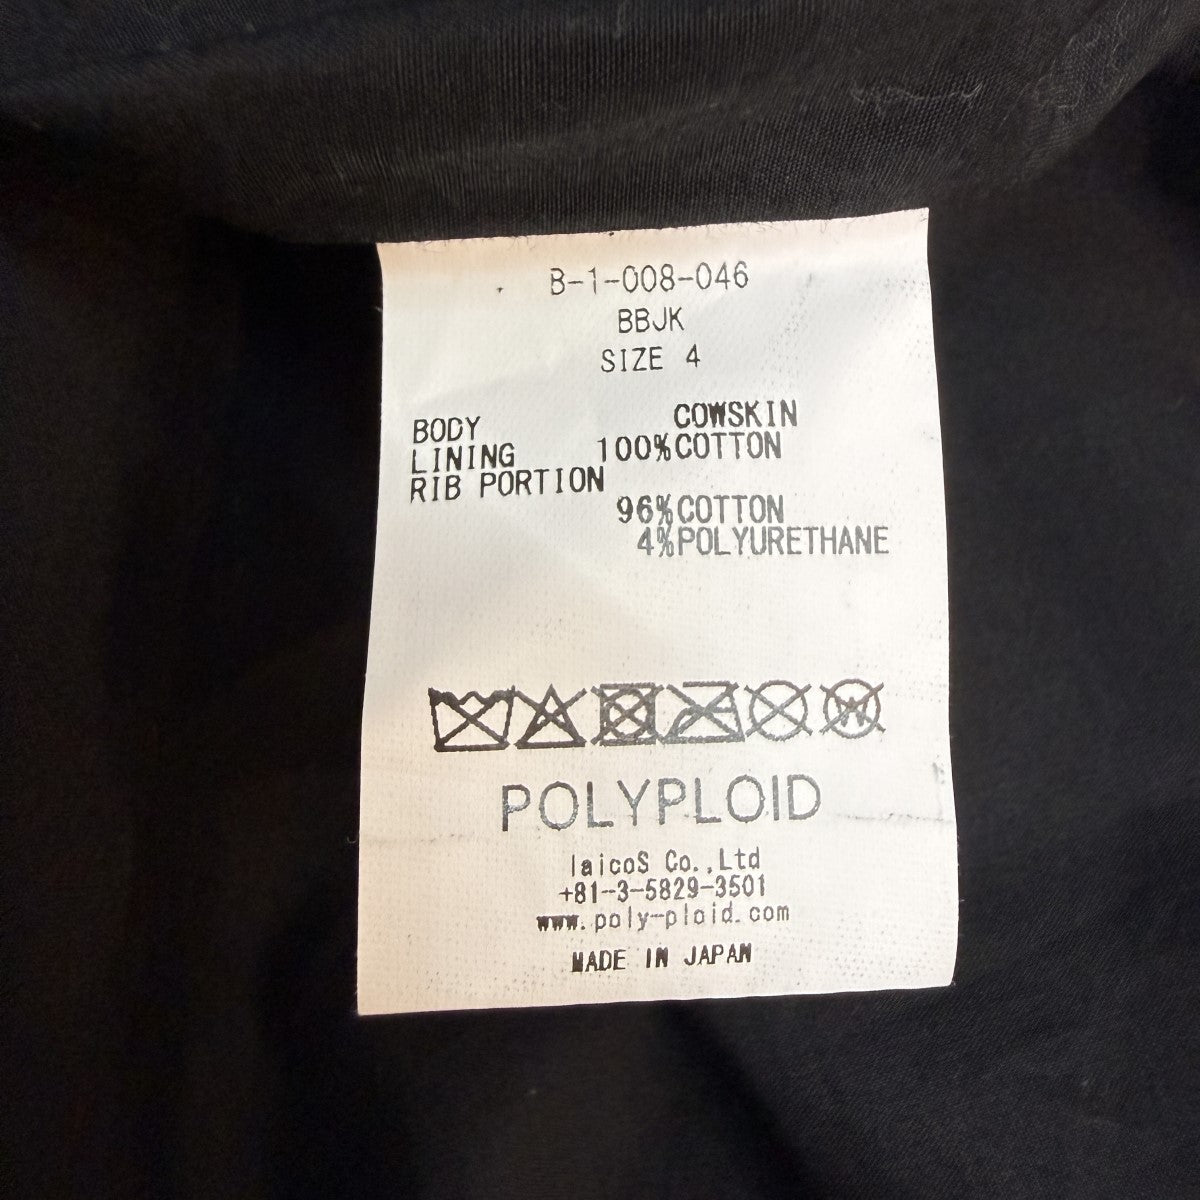 B-1-008-046
BBJK
SIZE 4
BODY COWSKIN
LINING 100%COTTON
RIB PORTION
96%COTTON
4%POLYURETHANE
W
POLYPLOID
laicoS Co.,Ltd
+81-3-5829-3501
www.poly-ploid.com
MADE IN JAPAN